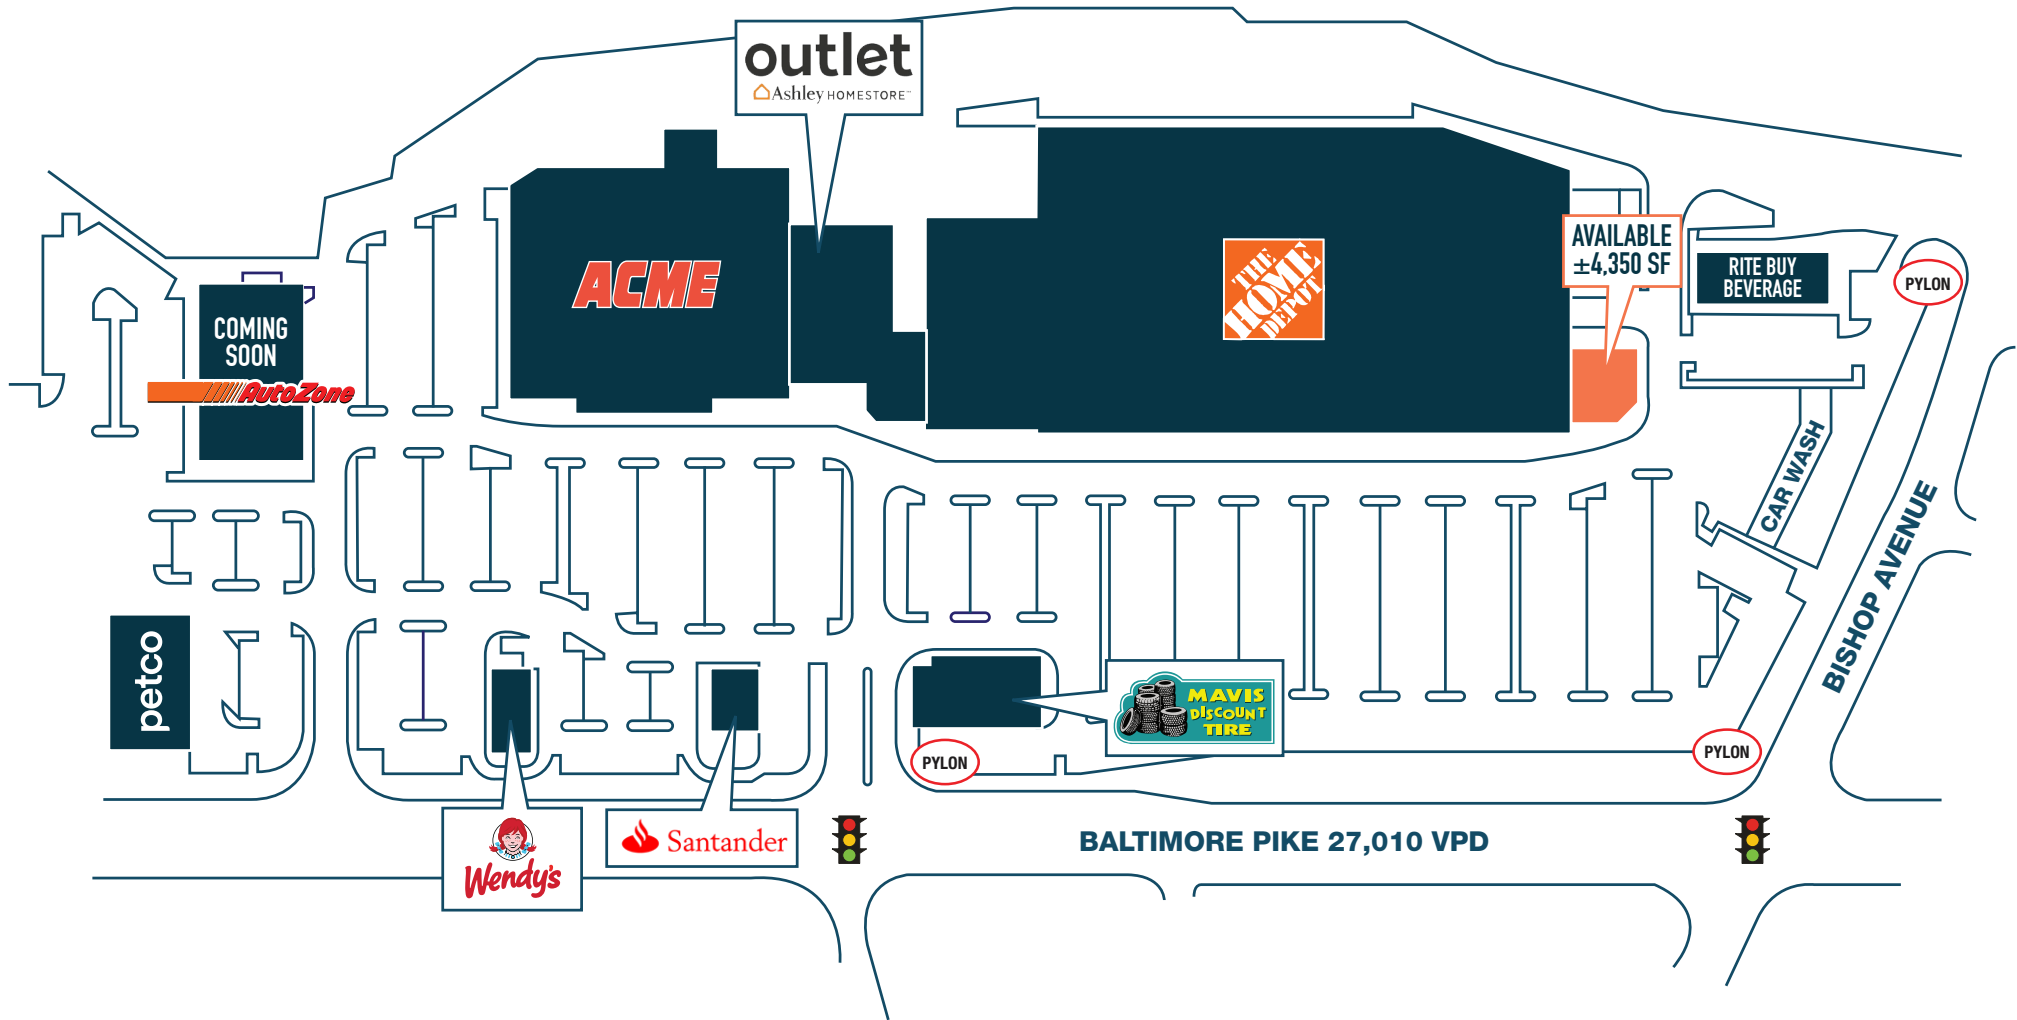 outlet
Ashley HOMESTORE™
ACME
THE
HOME
DEPOT
AVAILABLE
±4,350 SF
RITE BUY
BEVERAGE
PYLON
COMING
SOON
AutoZone
CAR WASH
BISHOP AVENUE
petco
MAVIS
DISCOUNT
TIRE
PYLON
PYLON
Wendy's
Santander
BALTIMORE PIKE 27,010 VPD